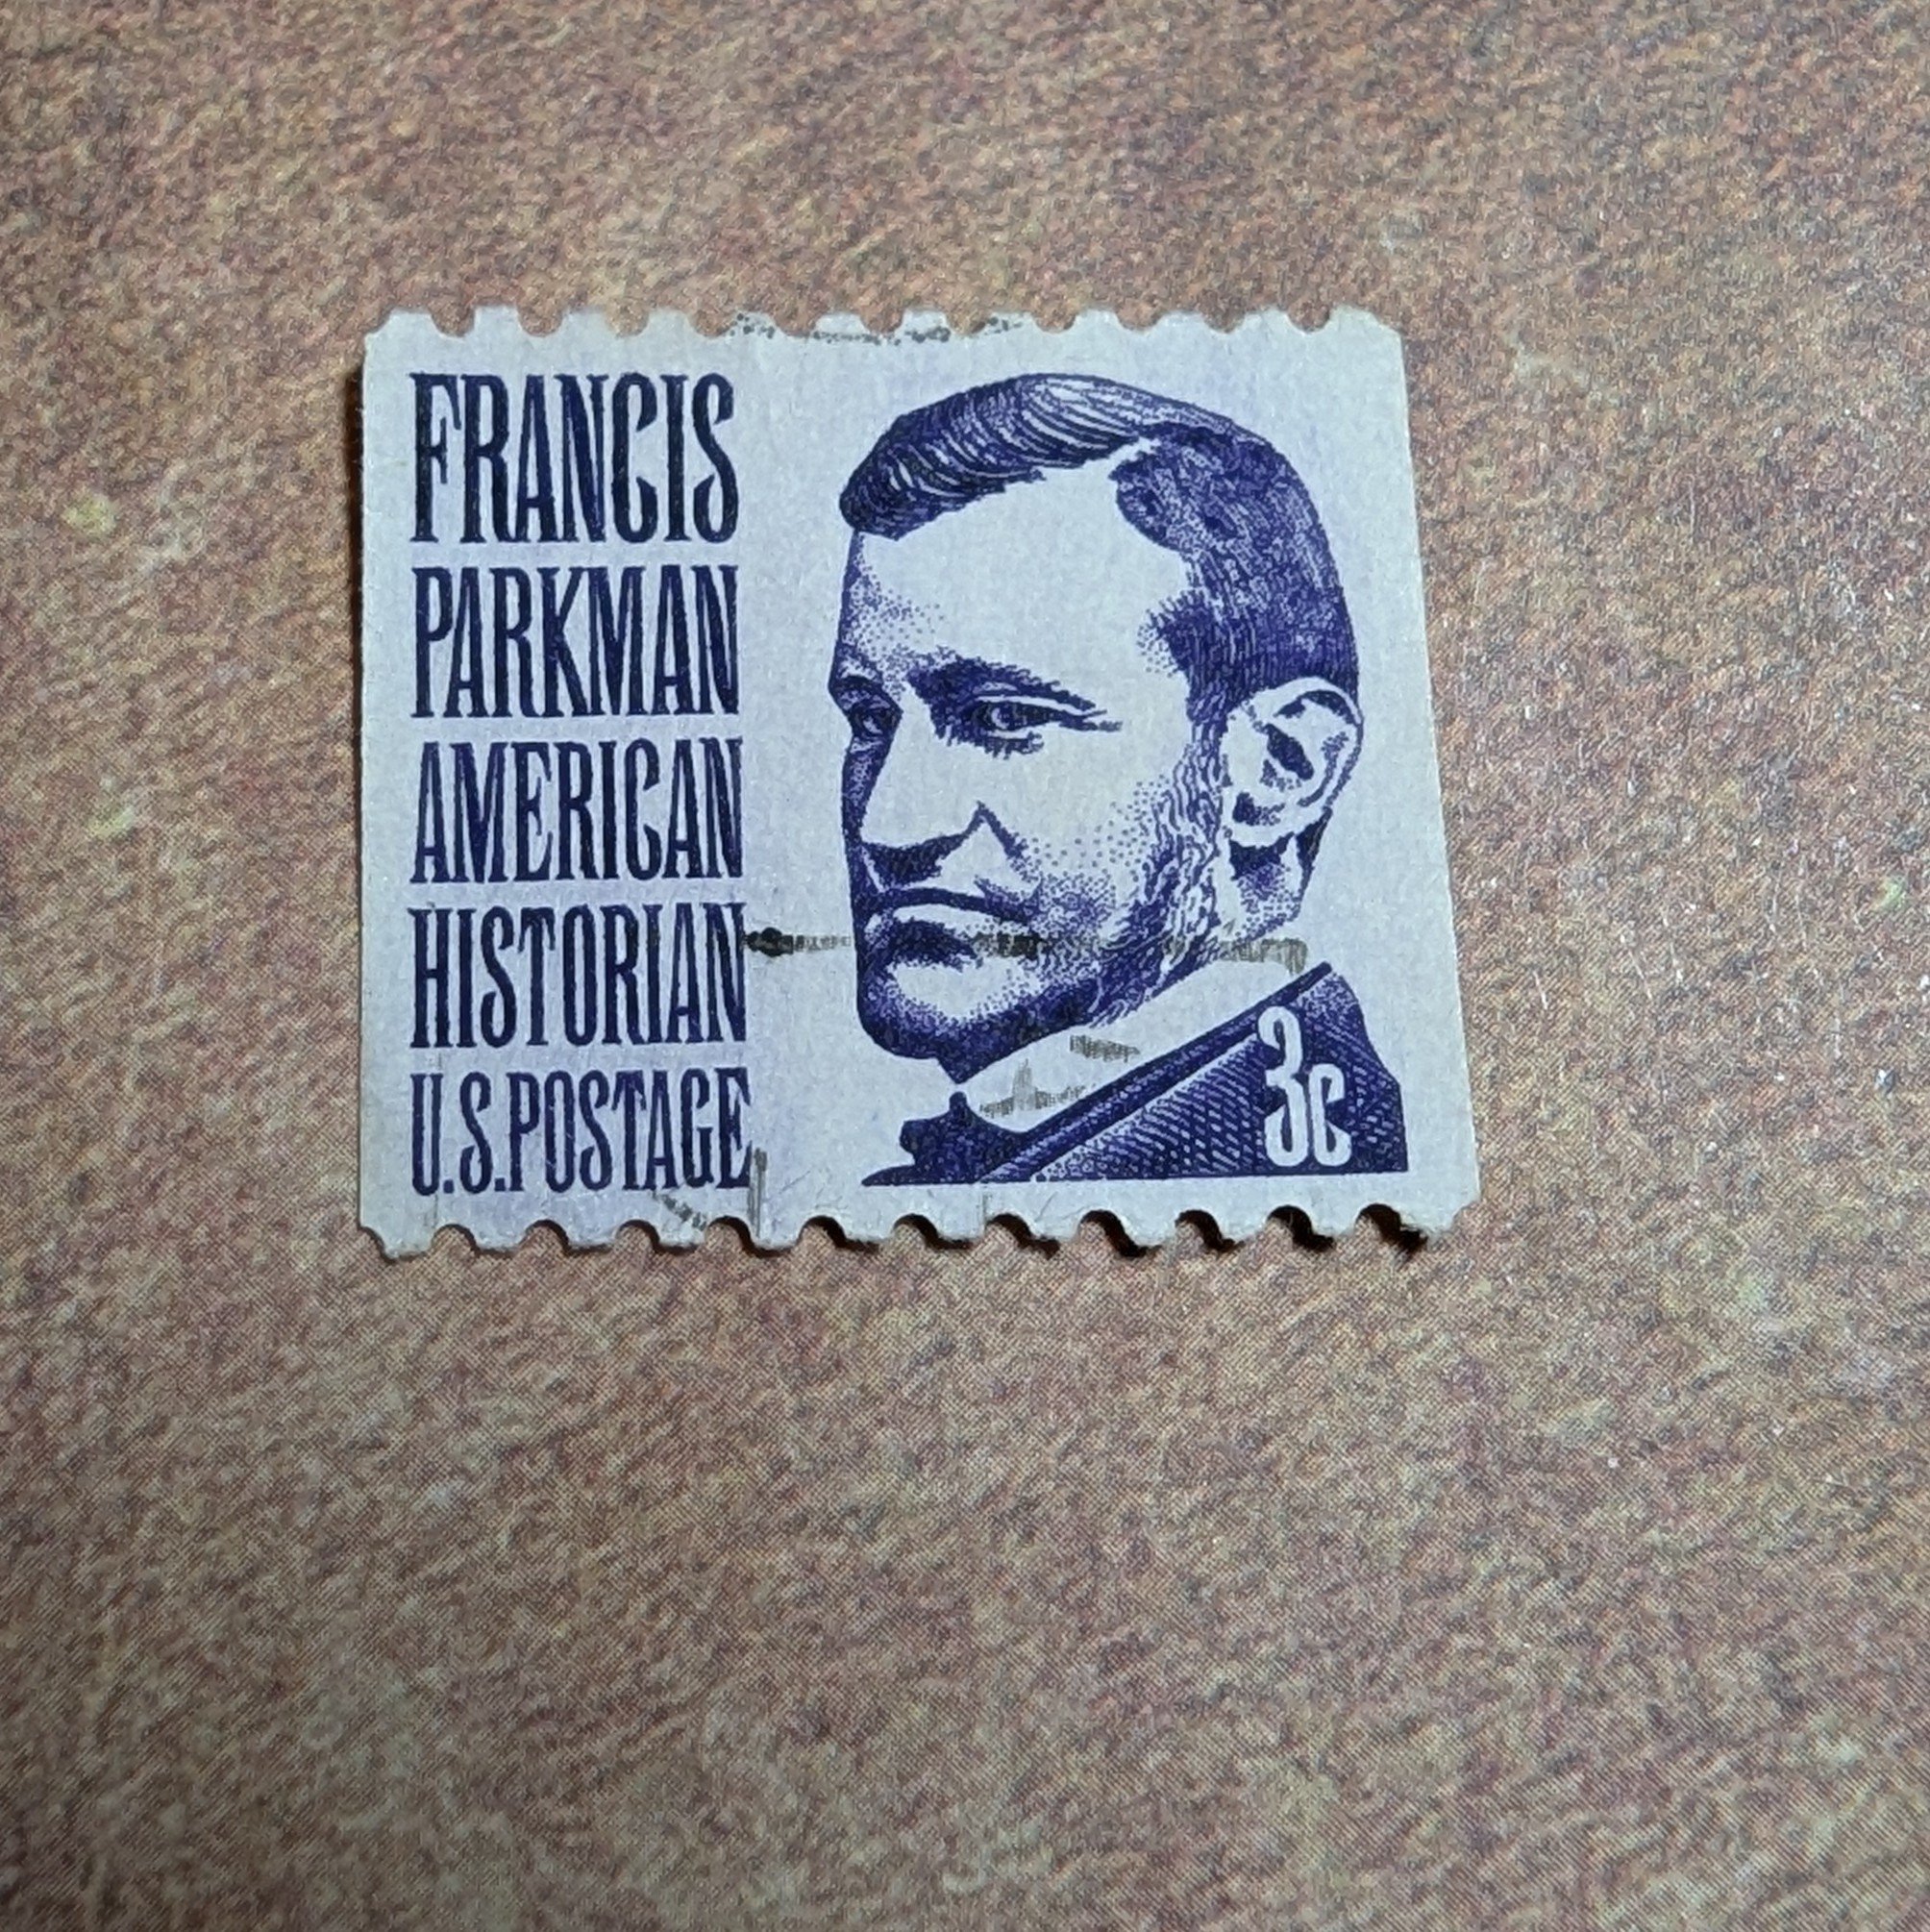 FRANCIS
PARKMAN
AMERICAN
HISTORIAN
U.S.POSTAGE
3c